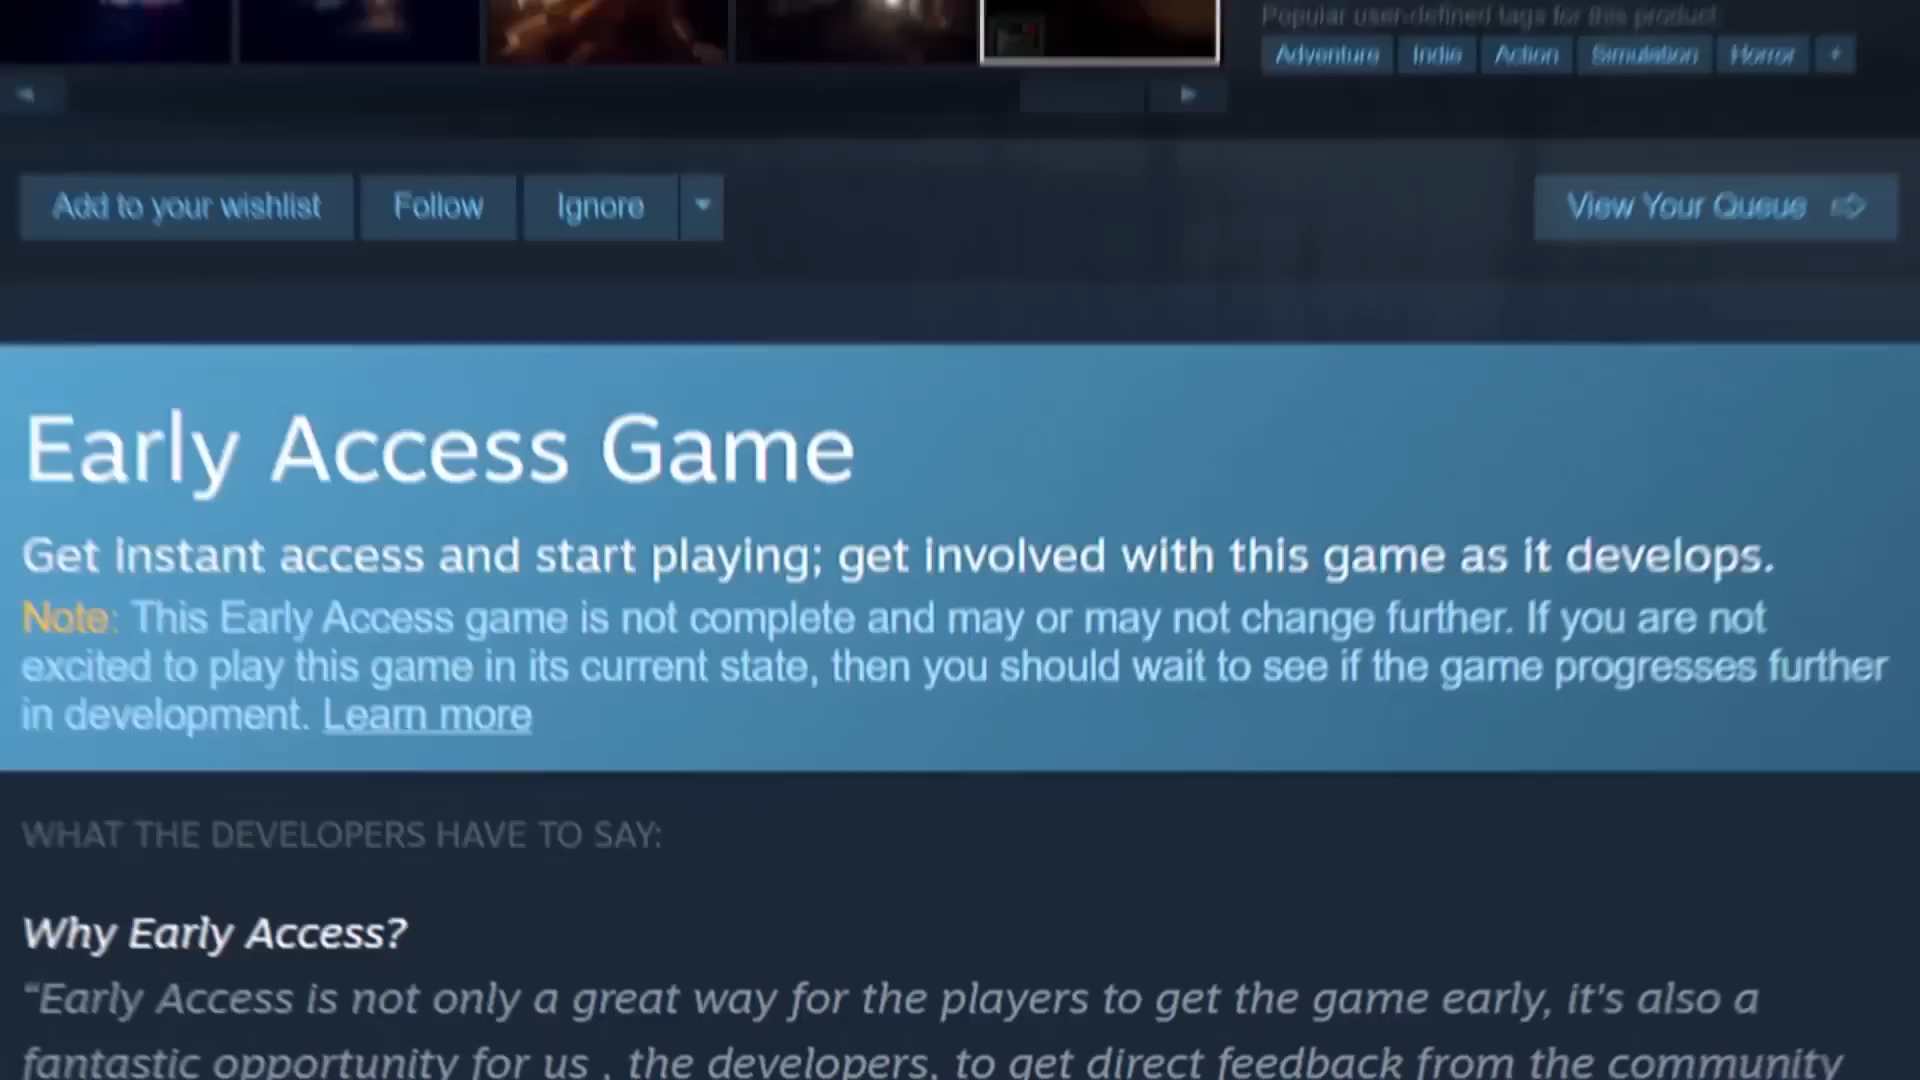 Popular user-defined tags for this product:
Adventure Indie Action Simulation Horror +
Add to your wishlist Follow Ignore View Your Queue
Early Access Game
Get instant access and start playing; get involved with this game as it develops.
Note: This Early Access game is not complete and may or may not change further. If you are not
excited to play this game in its current state, then you should wait to see if the game progresses further
in development. Learn more
WHAT THE DEVELOPERS HAVE TO SAY:
Why Early Access?
“Early Access is not only a great way for the players to get the game early, it's also a
fantastic opportunity for us , the developers, to get direct feedback from the community